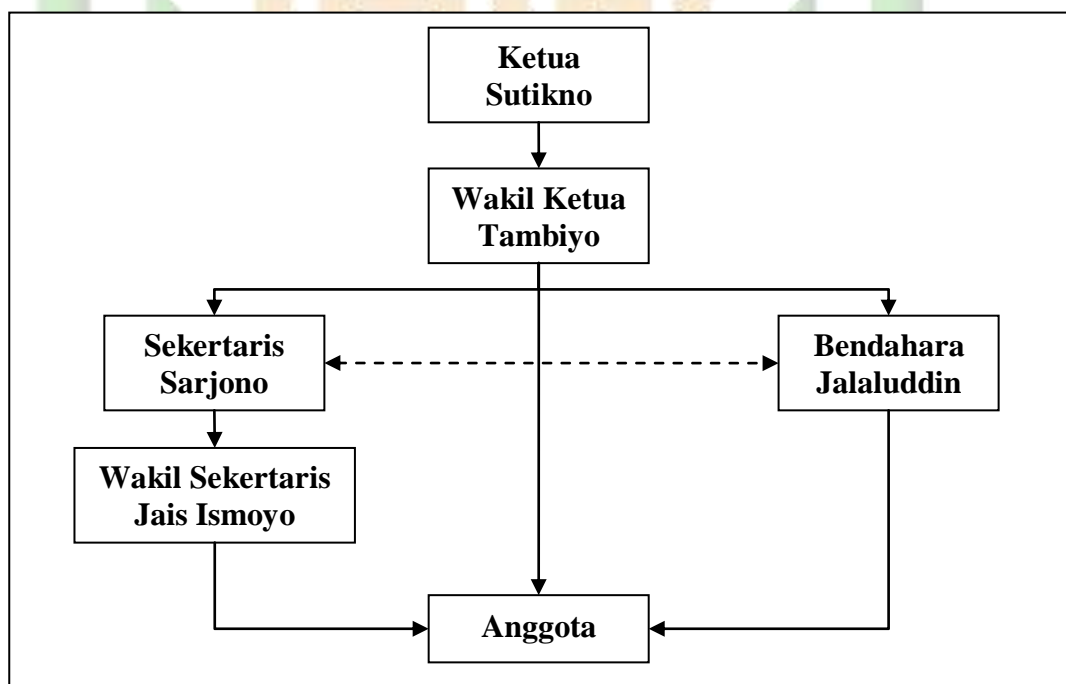 Ketua
Sutikno
Wakil Ketua
Tambiyo
Sekertaris
Sarjono
Bendahara
Jalaluddin
Wakil Sekertaris
Jais Ismoyo
Anggota